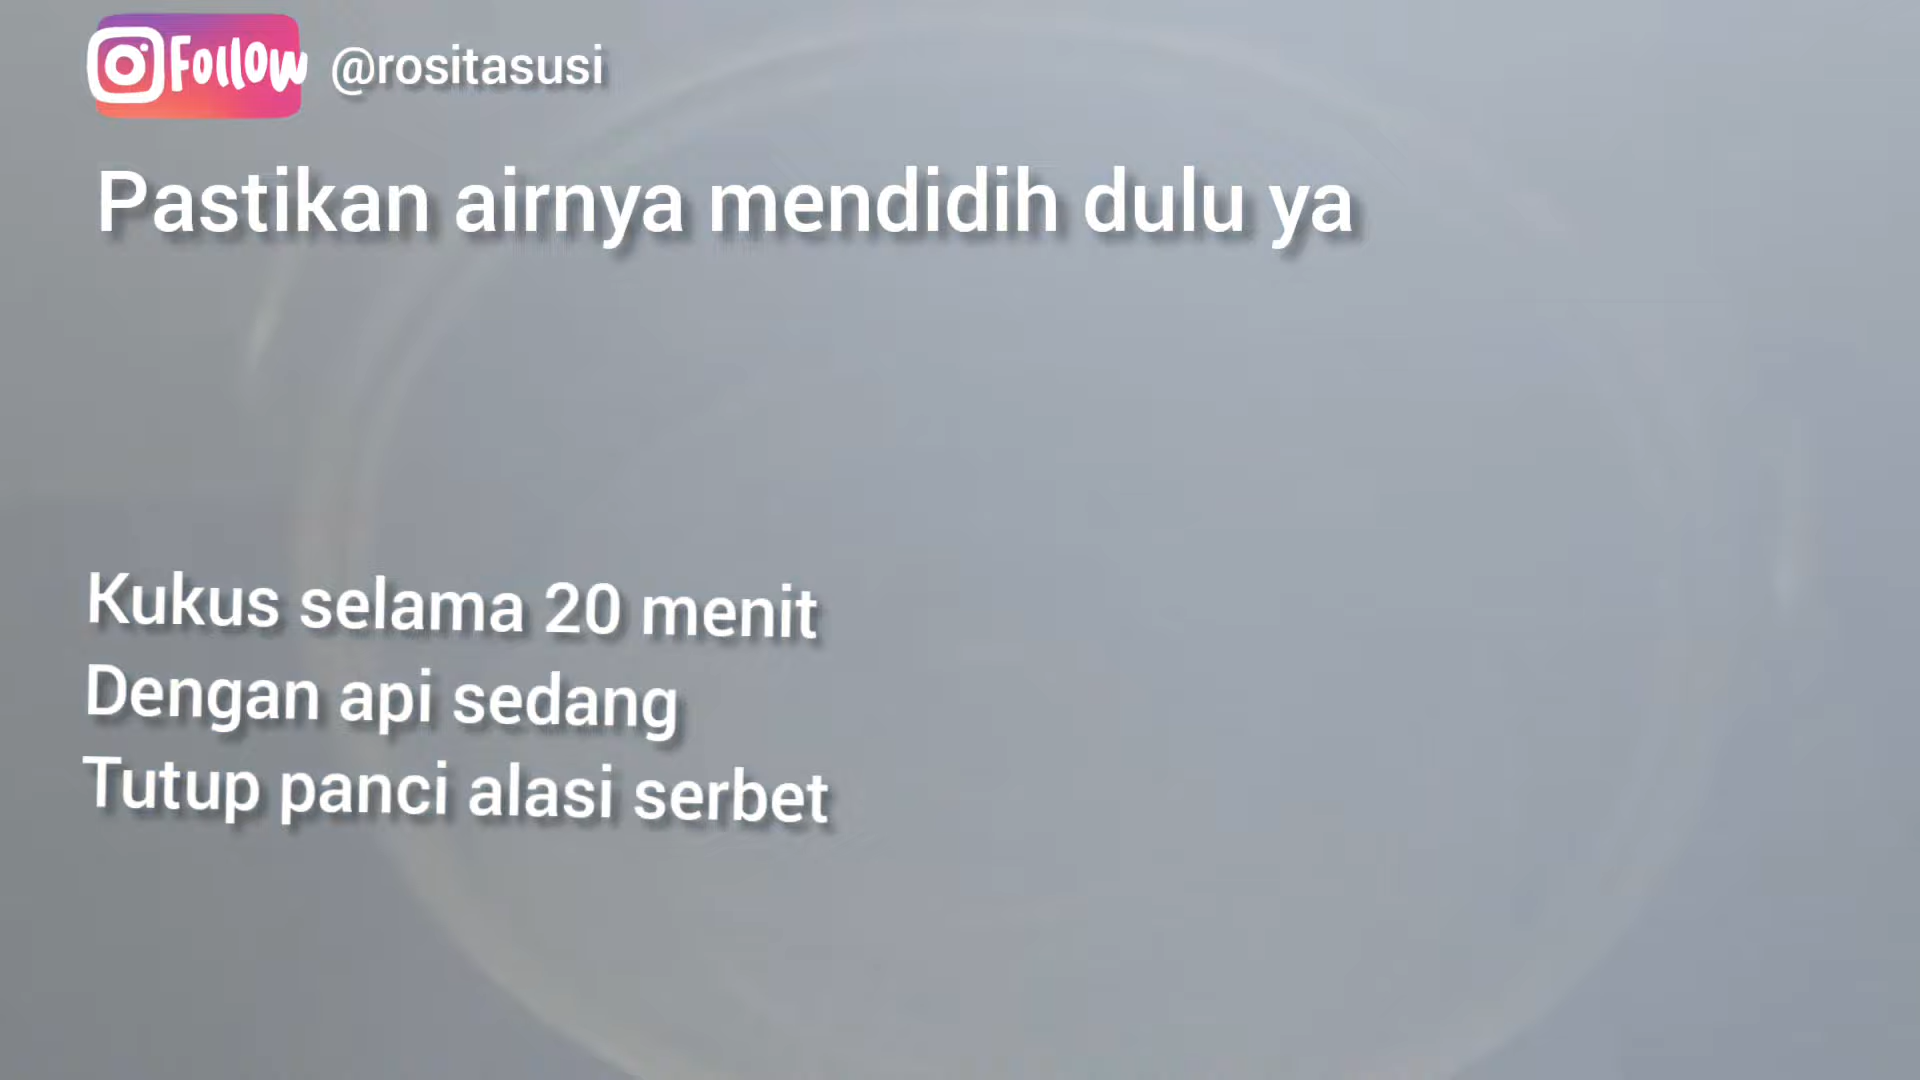 Follow @rositasusi
Pastikan airnya mendidih dulu ya
Kukus selama 20 menit
Dengan api sedang
Tutup panci alasi serbet